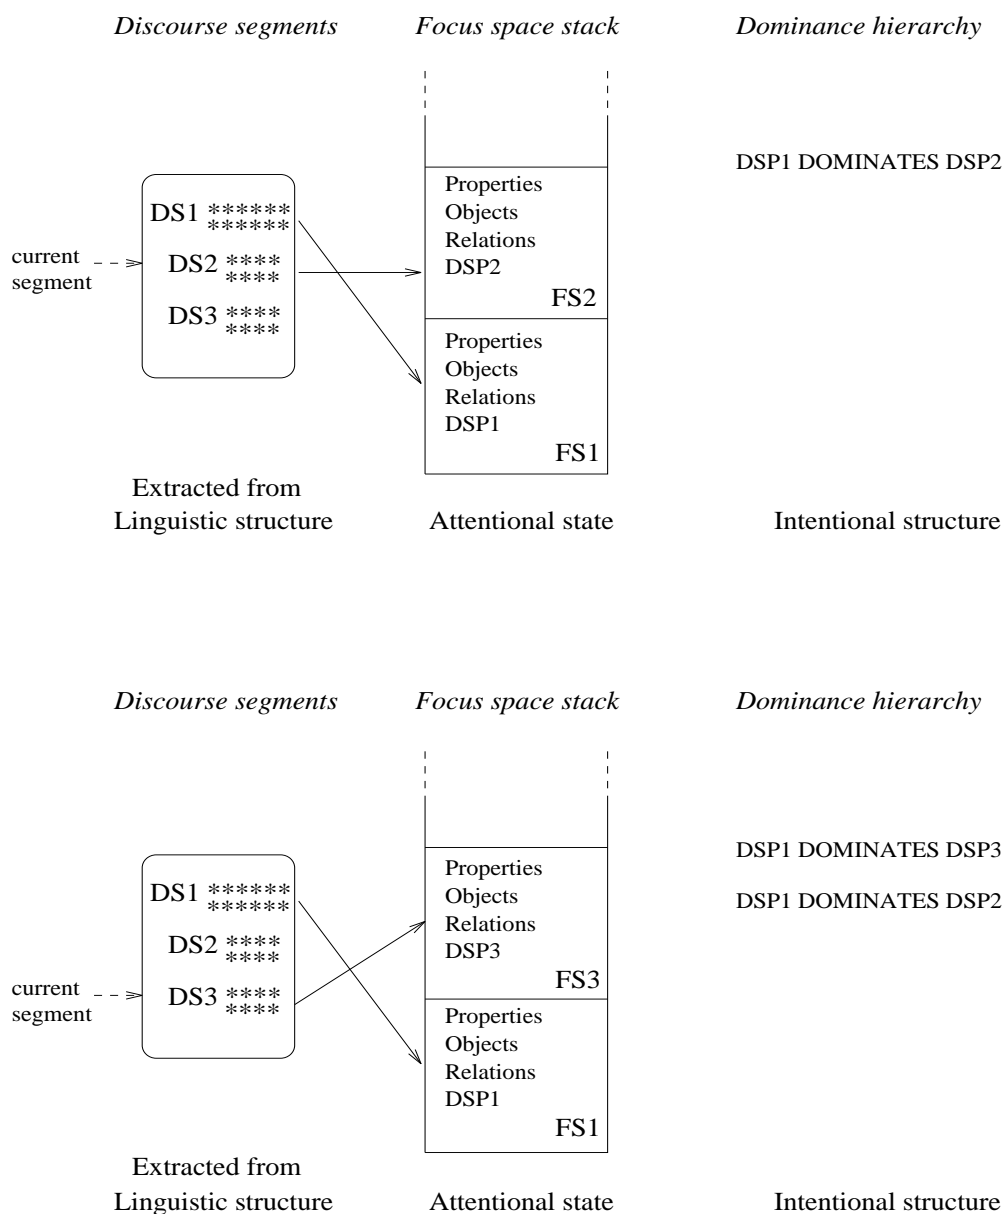 Discourse segments
Focus space stack
Dominance hierarchy
DSP1 DOMINATES DSP2
Properties
Objects
Relations
DSP2
FS2
DS1 ******
******
current
segment
DS2 ****
****
DS3 ****
****
Properties
Objects
Relations
DSP1
FS1
Extracted from
Linguistic structure
Attentional state
Intentional structure
Discourse segments
Focus space stack
Dominance hierarchy
DSP1 DOMINATES DSP3
DSP1 DOMINATES DSP2
Properties
Objects
Relations
DSP3
FS3
DS1 ******
******
DS2 ****
****
current
segment
DS3 ****
****
Properties
Objects
Relations
DSP1
FS1
Extracted from
Linguistic structure
Attentional state
Intentional structure